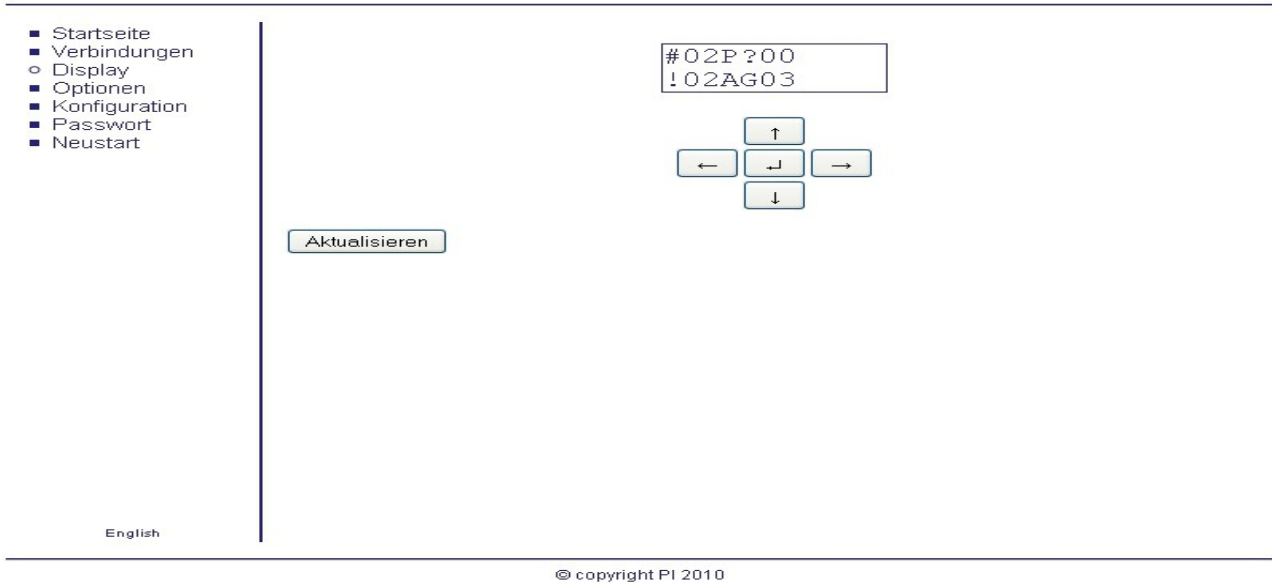 Startseite
Verbindungen
Display
Optionen
Konfiguration
Passwort
Neustart
#02P?00
!02AG03
↑
← ↵ →
↓
Aktualisieren
English
© copyright PI 2010